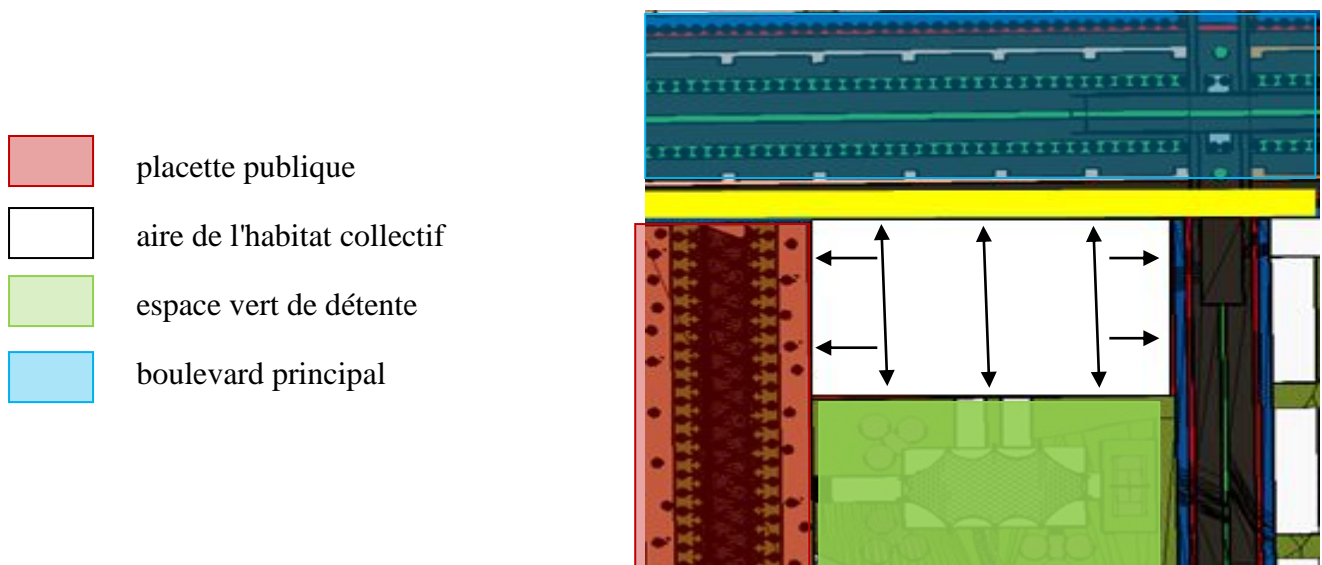 placette publique
aire de l'habitat collectif
espace vert de détente
boulevard principal